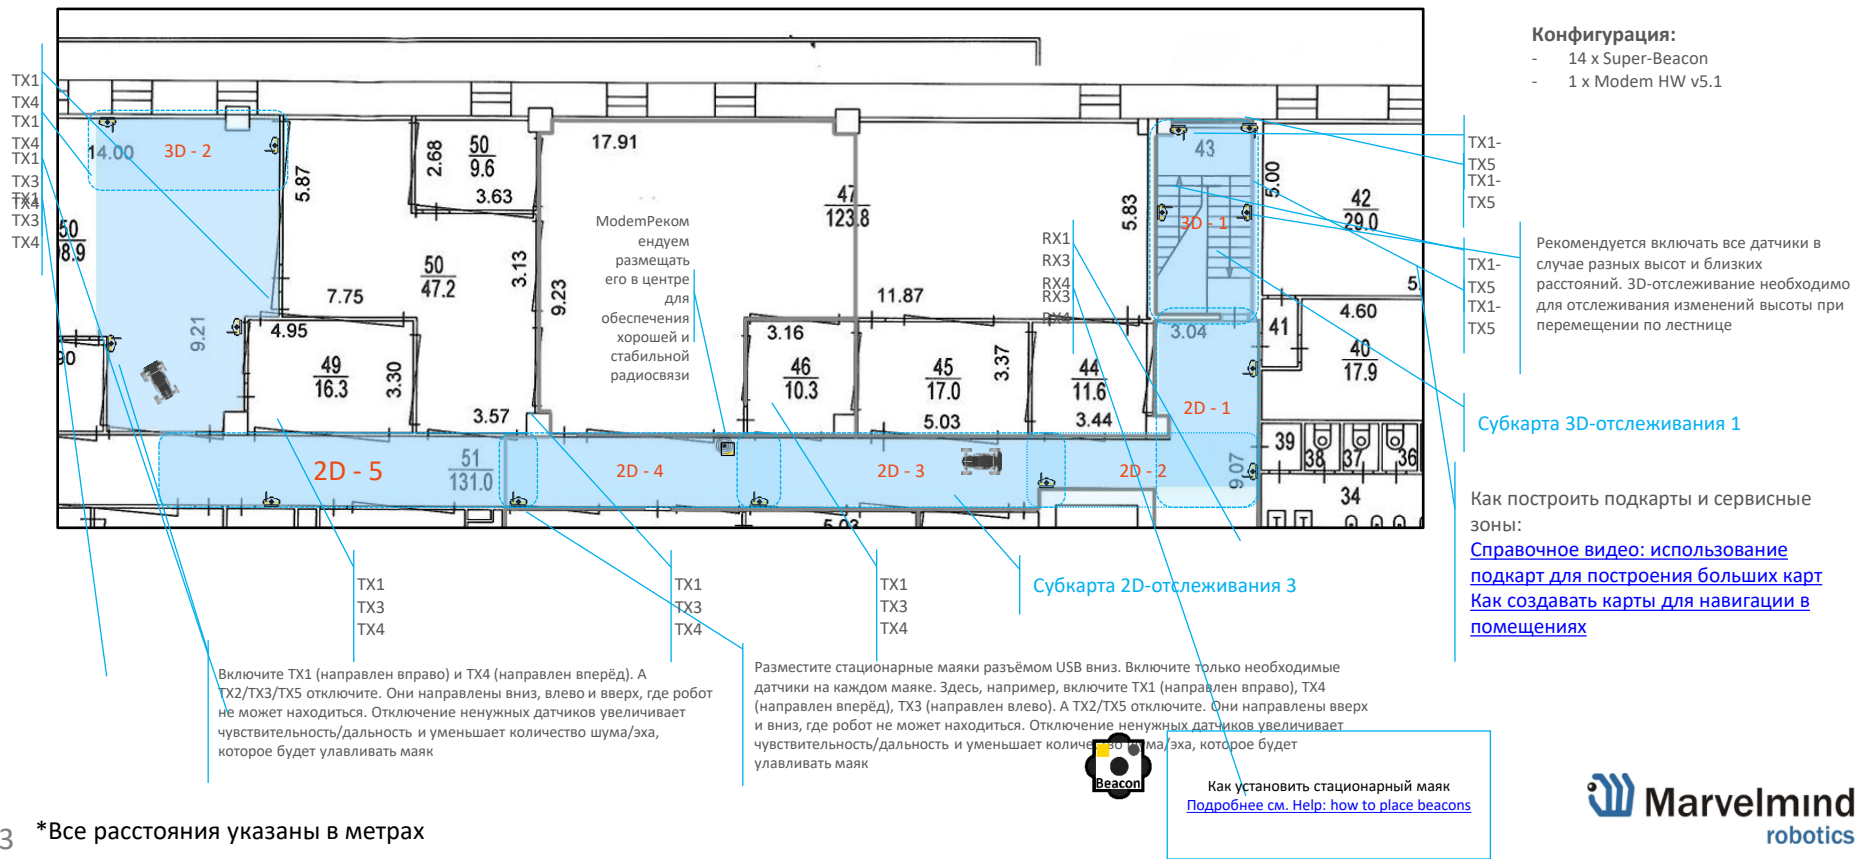 Конфигурация:
- 14 x Super-Beacon
- 1 x Modem HW v5.1
TX1
TX4
TX1
TX4
TX1
TX3
TX4
TX1
TX3
TX4
14.00
3D - 2
5.87
2.68
50
9.6
3.63
17.91
47
123.8
5.83
43
3D - 1
5.00
42
29.0
50
98.9
50
47.2
3.13
9.23
7.75
4.95
9.21
49
16.3
3.30
3.57
ModemРеком
ендуем
размещать
его в центре
для
обеспечения
хорошей и
стабильной
радиосвязи
11.87
3.16
46
10.3
45
17.0
3.37
5.03
44
11.6
3.44
3.04
2D - 1
41
4.60
40
17.9
5
90
RX1
RX3
RX4
RX3
RX4
TX1-
TX5
TX1-
TX5
TX1-
TX5
TX1-
TX5
Рекомендуется включать все датчики в
случае разных высот и близких
расстояний. 3D-отслеживание необходимо
для отслеживания изменений высоты при
перемещении по лестнице
Субкарта 3D-отслеживания 1
2D - 5
51
131.0
2D - 4
2D - 3
2D - 2
9.07
39
38
37
36
34
5.03
Как построить подкарты и сервисные
зоны:
Справочное видео: использование
подкарт для построения больших карт
Как создавать карты для навигации в
помещениях
TX1
TX3
TX4
TX1
TX3
TX4
TX1
TX3
TX4
Субкарта 2D-отслеживания 3
Включите TX1 (направлен вправо) и TX4 (направлен вперёд). А
TX2/TX3/TX5 отключите. Они направлены вниз, влево и вверх, где робот
не может находиться. Отключение ненужных датчиков увеличивает
чувствительность/дальность и уменьшает количество шума/эха,
которое будет улавливать маяк
Разместите стационарные маяки разъёмом USB вниз. Включите только необходимые
датчики на каждом маяке. Здесь, например, включите TX1 (направлен вправо), TX4
(направлен вперёд), TX3 (направлен влево). А TX2/TX5 отключите. Они направлены вверх
и вниз, где робот не может находиться. Отключение ненужных датчиков увеличивает
чувствительность/дальность и уменьшает количество шума/эха, которое будет
улавливать маяк
Beacon
Как установить стационарный маяк
Подробнее см. Help: how to place beacons
Marvelmind
robotics
3
*Все расстояния указаны в метрах